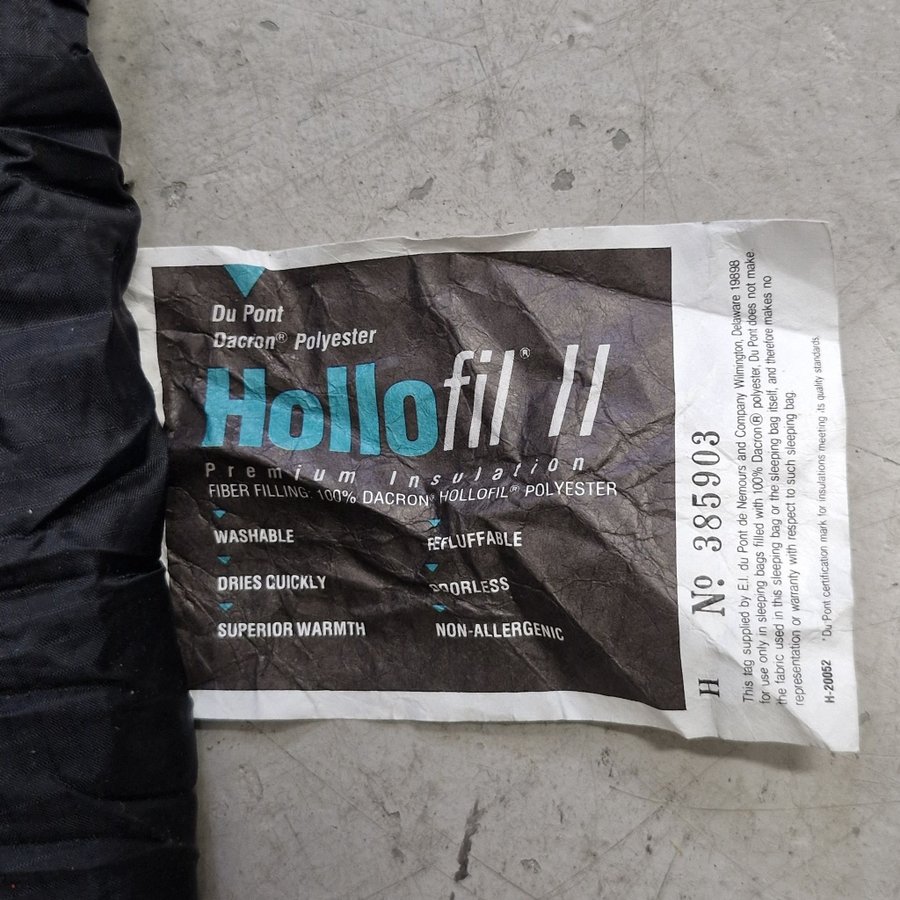 Du Pont
Dacron® Polyester
Hollofil® II
Premium Insulation
FIBER FILLING: 100% DACRON® HOLLOFIL® POLYESTER
WASHABLE
REFLUFFABLE
DRIES QUICKLY
ODORLESS
SUPERIOR WARMTH
NON-ALLERGENIC
H No 385903
This tag supplied by E.I. du Pont de Nemours and Company Wilmington, Delaware 19898
for use only in sleeping bags filled with 100% Dacron® polyester. Du Pont does not make
the fabric used in this sleeping bag or the sleeping bag itself, and therefore makes no
representation or warranty with respect to such sleeping bag.
H-20052 *Du Pont certification mark for insulations meeting its quality standards.